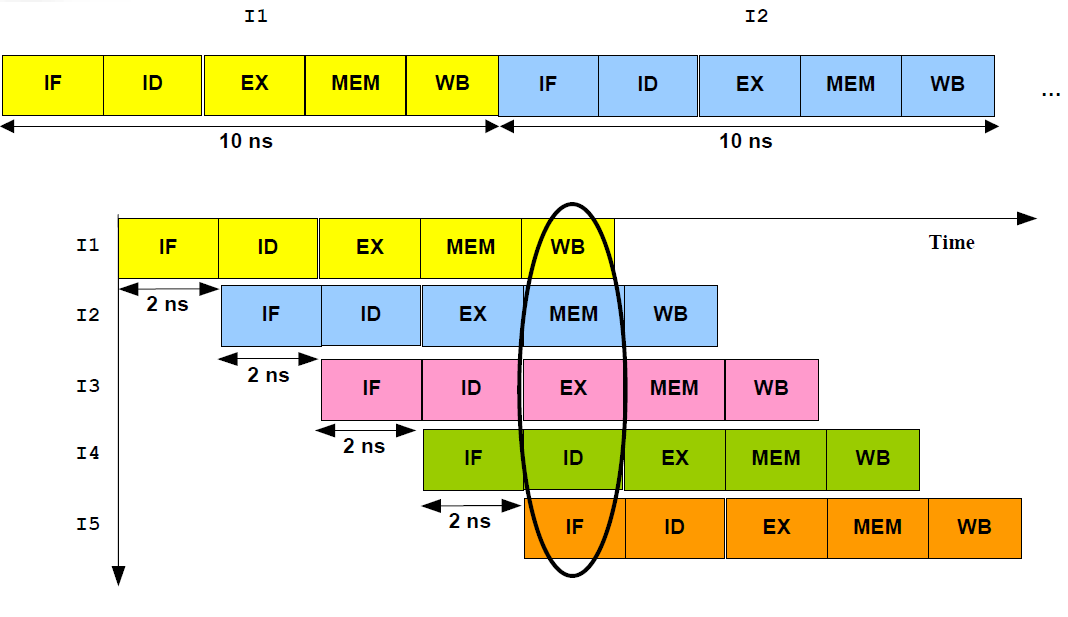 I1 I2
IF ID EX MEM WB IF ID EX MEM WB ...
10 ns 10 ns
I1 IF ID EX MEM WB Time
2 ns
I2 IF ID EX MEM WB
2 ns
I3 IF ID EX MEM WB
2 ns
I4 IF ID EX MEM WB
2 ns
I5 IF ID EX MEM WB